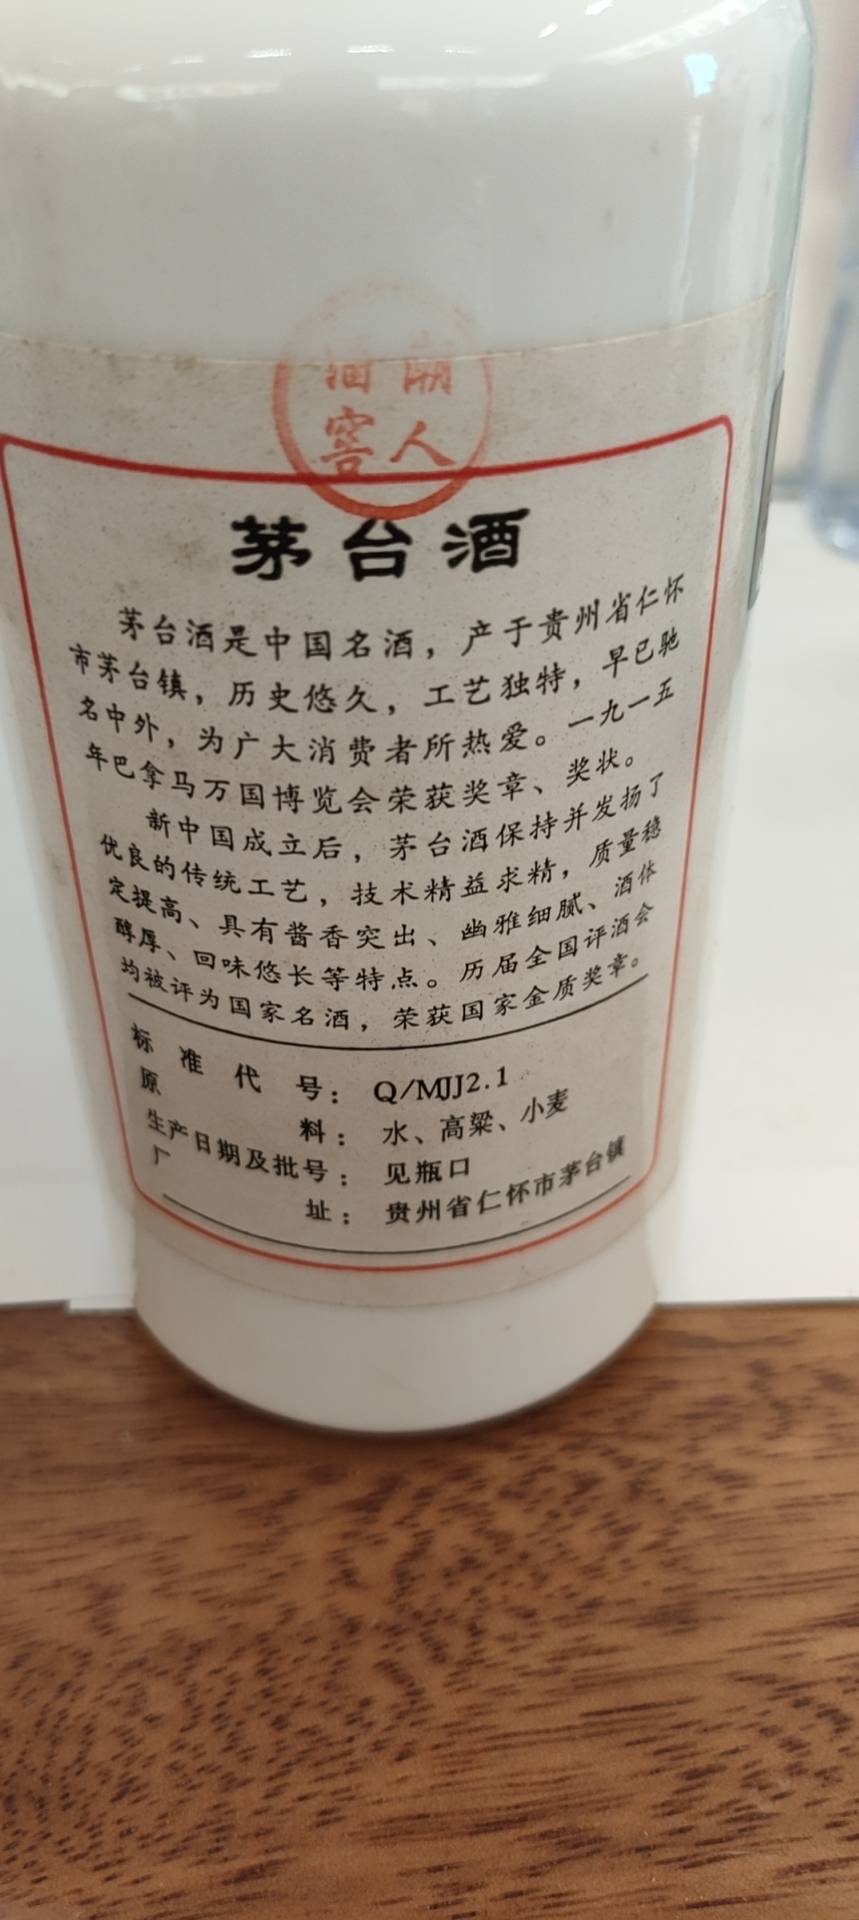 潮人
酒窖
茅台酒
茅台酒是中国名酒，产于贵州省仁怀
市茅台镇，历史悠久，工艺独特，早已驰
名中外，为广大消费者所热爱。一九一五
年巴拿马万国博览会荣获奖章、奖状。
新中国成立后，茅台酒保持并发扬了
优良的传统工艺，技术精益求精，质量稳
定提高、具有酱香突出、幽雅细腻、酒体
醇厚、回味悠长等特点。历届全国评酒会
均被评为国家名酒，荣获国家金质奖章。
标准代号：Q/MJJ2.1
原料：水、高粱、小麦
生产日期及批号：见瓶口
厂址：贵州省仁怀市茅台镇